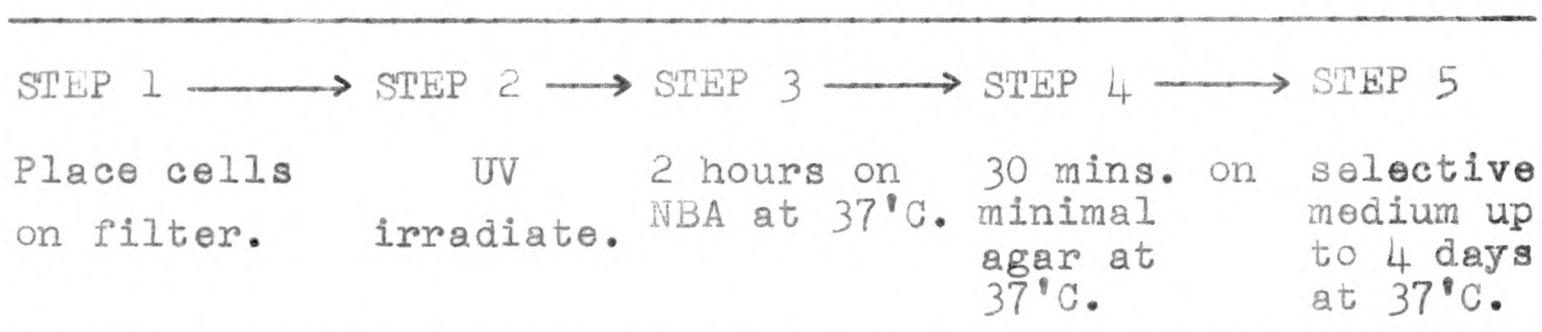 STEP 1 ⟶ STEP 2 ⟶ STEP 3 ⟶ STEP 4 ⟶ STEP 5
Place cells
on filter.
UV
irradiate.
2 hours on
NBA at 37'C.
30 mins. on
minimal
agar at
37'C.
selective
medium up
to 4 days
at 37'C.